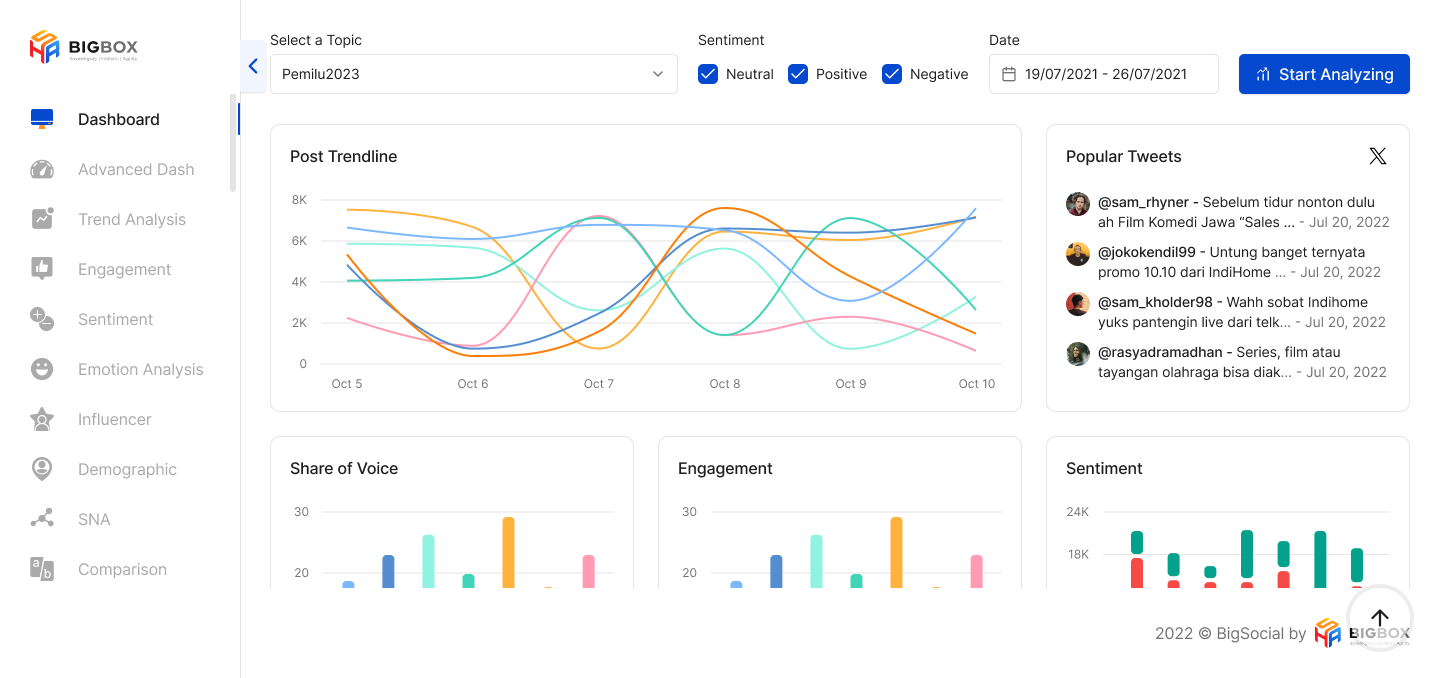 BIGBOX
Dashboard
Advanced Dash
Trend Analysis
Engagement
Sentiment
Emotion Analysis
Influencer
Demographic
SNA
a/b
Comparison
Select a Topic
Pemilu2023
Sentiment
Neutral
Positive
Negative
Date
19/07/2021 - 26/07/2021
Start Analyzing
Post Trendline
8K
6K
4K
2K
0
Oct 5 Oct 6 Oct 7 Oct 8 Oct 9 Oct 10
Popular Tweets
@sam_rhyner - Sebelum tidur nonton dulu
ah Film Komedi Jawa “Sales ... - Jul 20, 2022
@jokokendil99 - Untung banget ternyata
promo 10.10 dari IndiHome ... - Jul 20, 2022
@sam_kholder98 - Wahh sobat Indihome
yuks pantengin live dari telk... - Jul 20, 2022
@rasyadramadhan - Series, film atau
tayangan olahraga bisa diak... - Jul 20, 2022
Share of Voice
30
20
Engagement
30
20
Sentiment
24K
18K
2022 © BigSocial by
BIGBOX